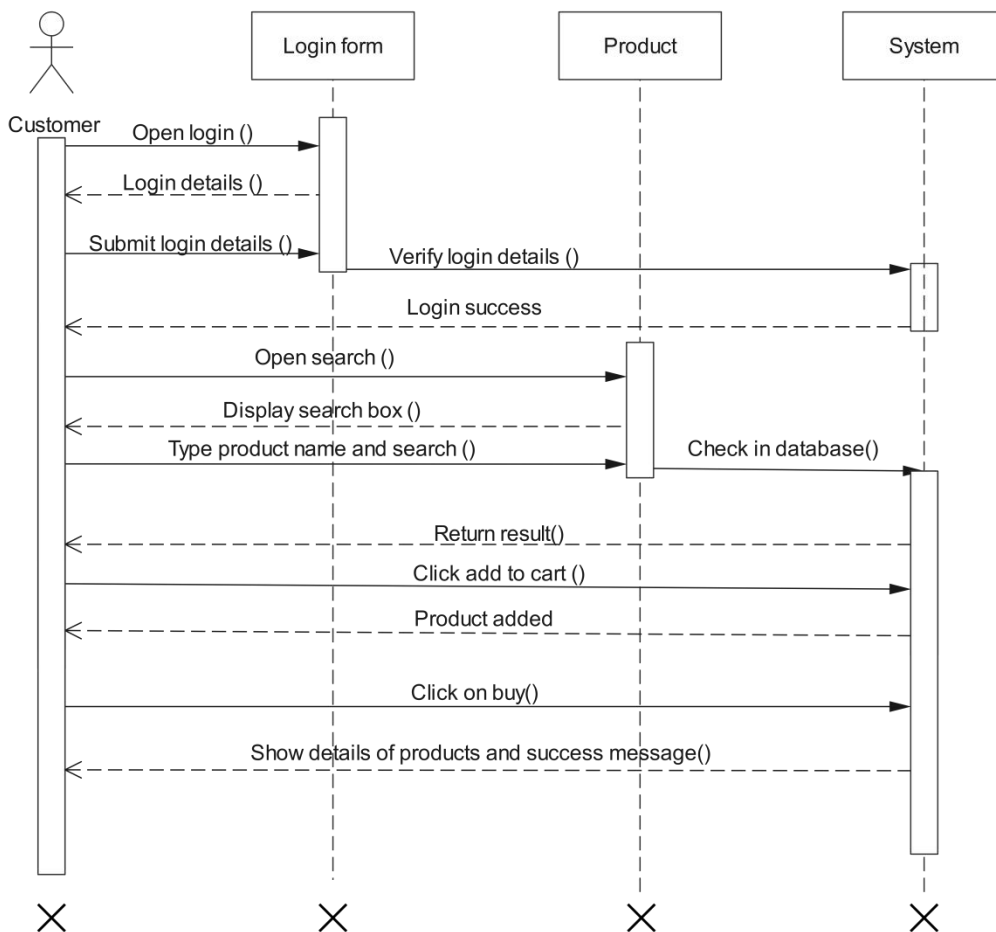 Login form
Product
System
Customer
Open login ()
Login details ()
Submit login details ()
Verify login details ()
Login success
Open search ()
Display search box ()
Type product name and search ()
Check in database()
Return result()
Click add to cart ()
Product added
Click on buy()
Show details of products and success message()